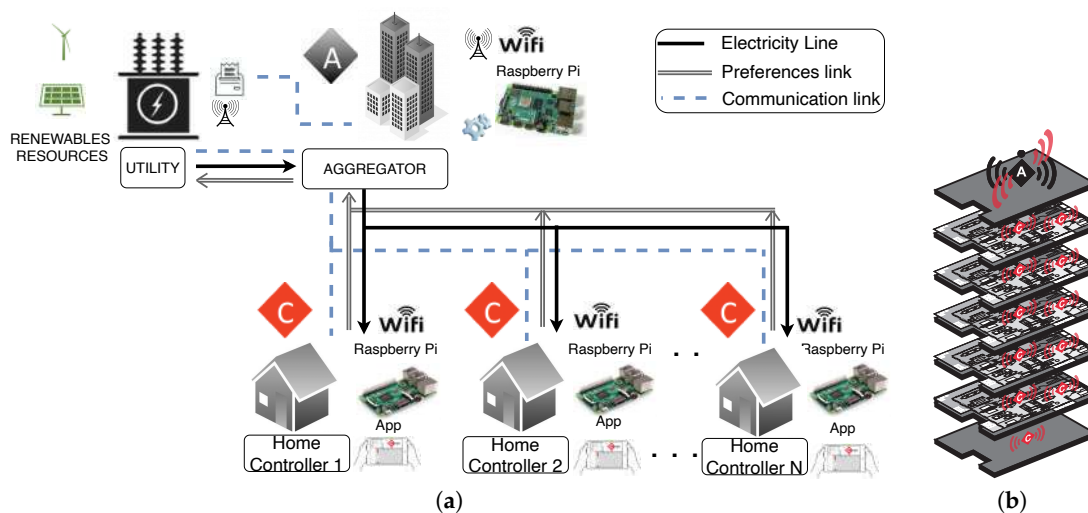 A
Wifi
Raspberry Pi
Electricity Line
Preferences link
Communication link
RENEWABLES
RESOURCES
UTILITY
AGGREGATOR
A
C
Wifi
Raspberry Pi
App
Home
Controller 1
C
Wifi
Raspberry Pi
App
Home
Controller 2
. .
. . .
C
Wifi
Raspberry Pi
App
Home
Controller N
C
(a)
(b)